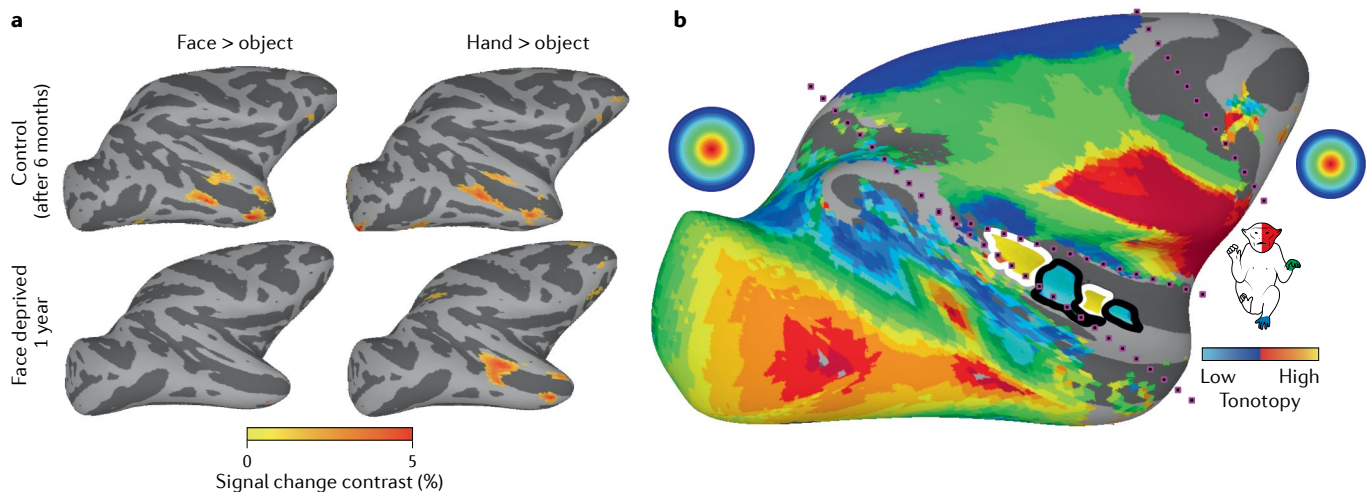 a
Face > object
Hand > object
Control
(after 6 months)
Face deprived
1 year
0
5
Signal change contrast (%)
b
Low
High
Tonotopy